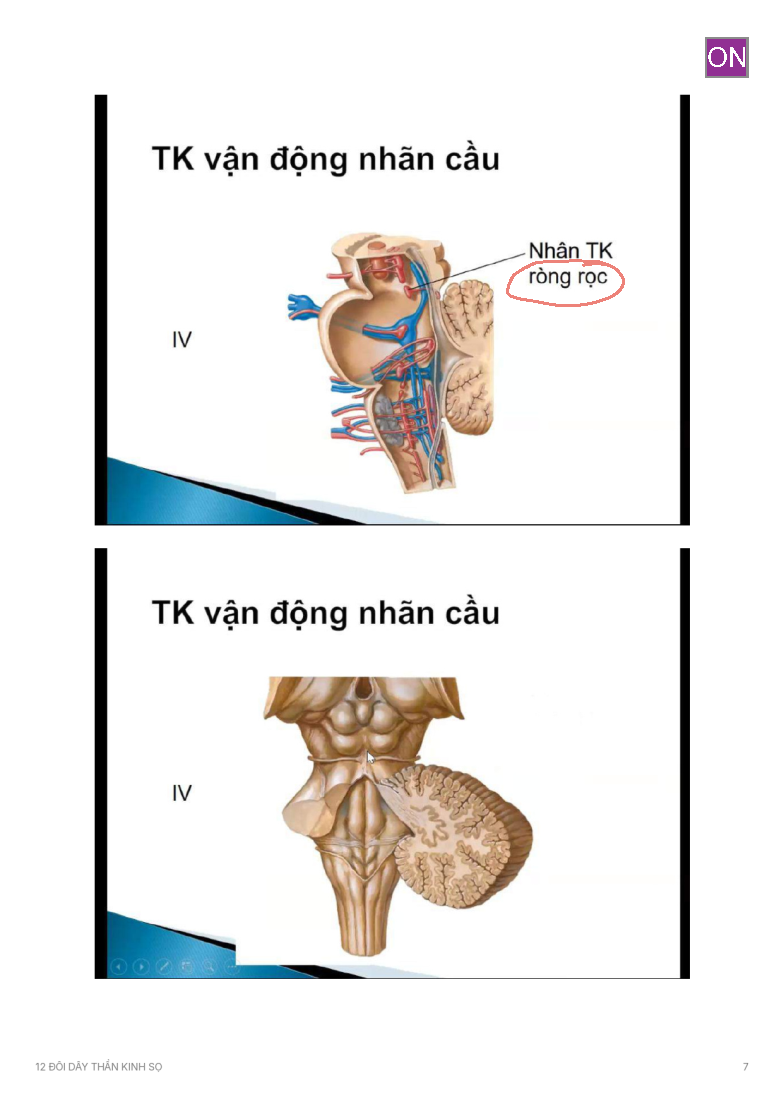 ON
TK vận động nhãn cầu
Nhân TK
ròng rọc
IV
TK vận động nhãn cầu
IV
12 ĐÔI DÂY THẦN KINH SỌ
7